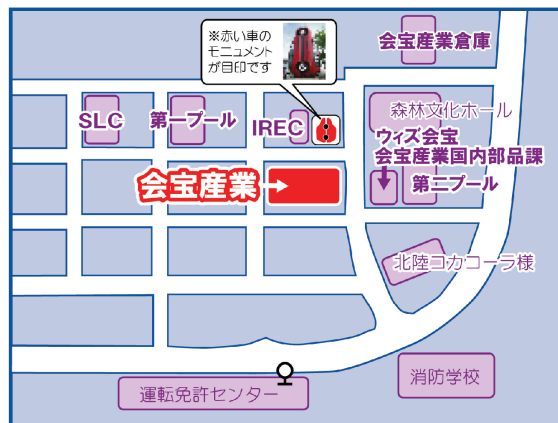 ※赤い車の
モニュメント
が目印です
会宝産業倉庫
SLC
第一プール
IREC
森林文化ホール
ウィズ会宝
会宝産業国内部品課
第二プール
会宝産業→
北陸コカコーラ様
消防学校
運転免許センター